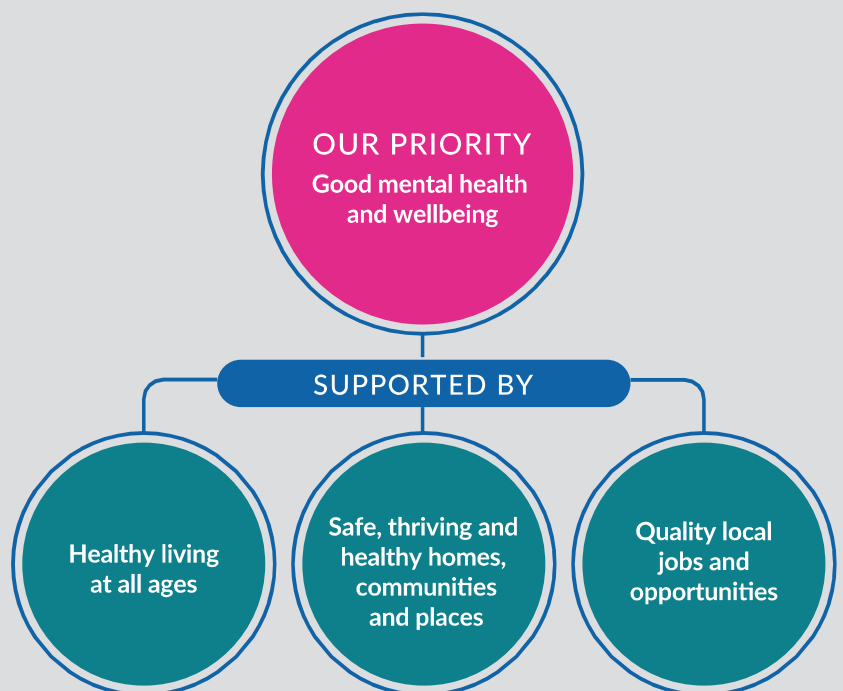 OUR PRIORITY
Good mental health
and wellbeing
SUPPORTED BY
Healthy living
at all ages
Safe, thriving and
healthy homes,
communities
and places
Quality local
jobs and
opportunities